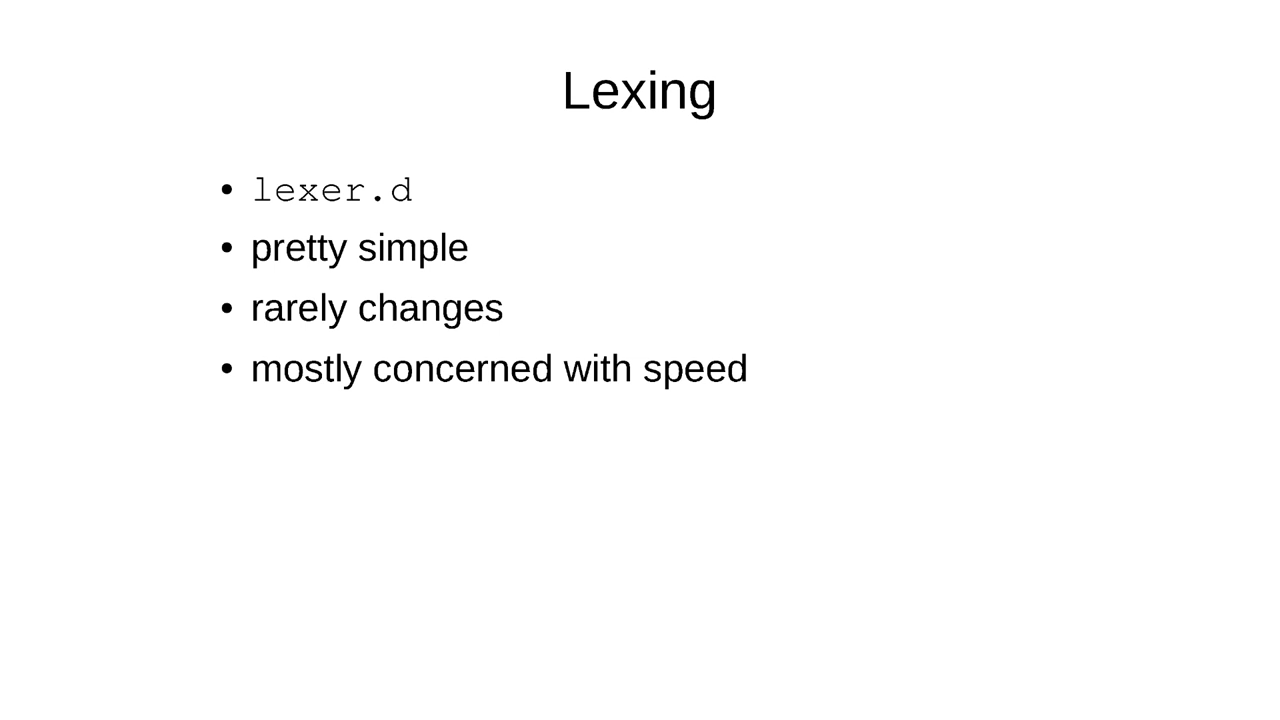 Lexing
• lexer.d
• pretty simple
• rarely changes
• mostly concerned with speed